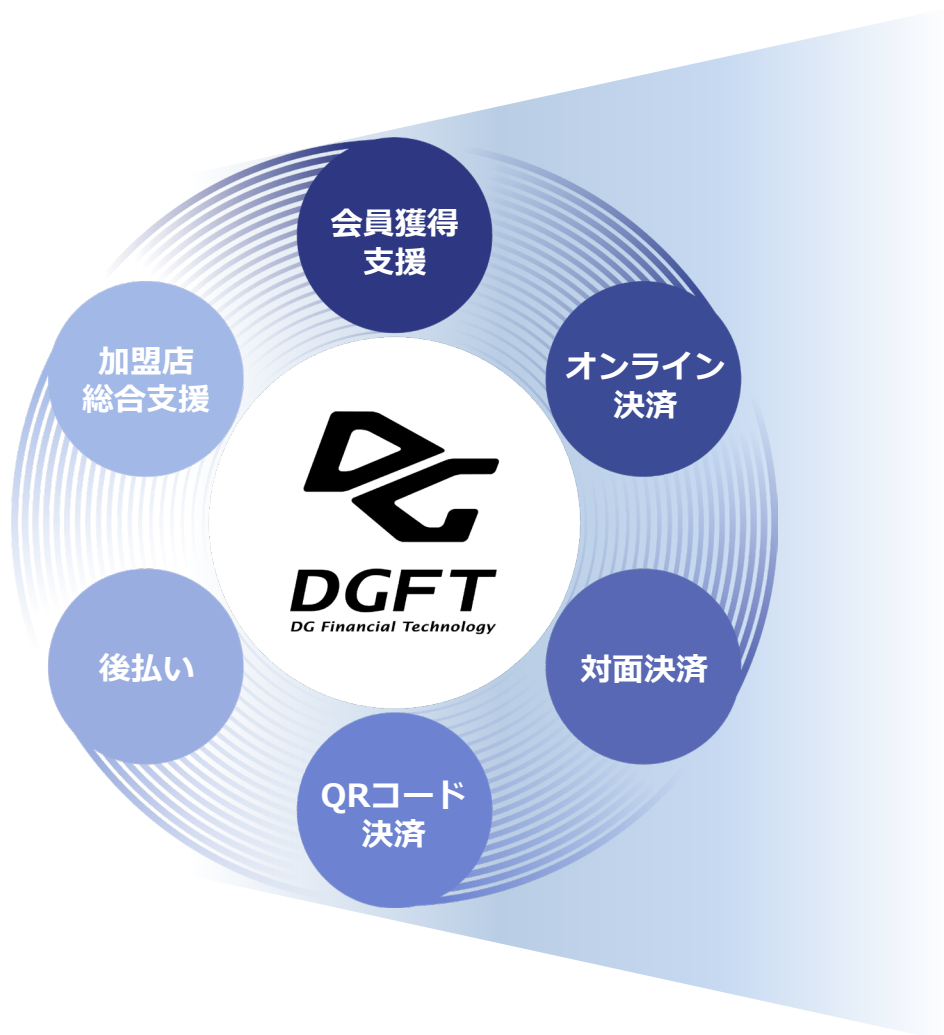 会員獲得
支援
オンライン
決済
対面決済
QRコード
決済
後払い
加盟店
総合支援
DG
DGFT
DG Financial Technology